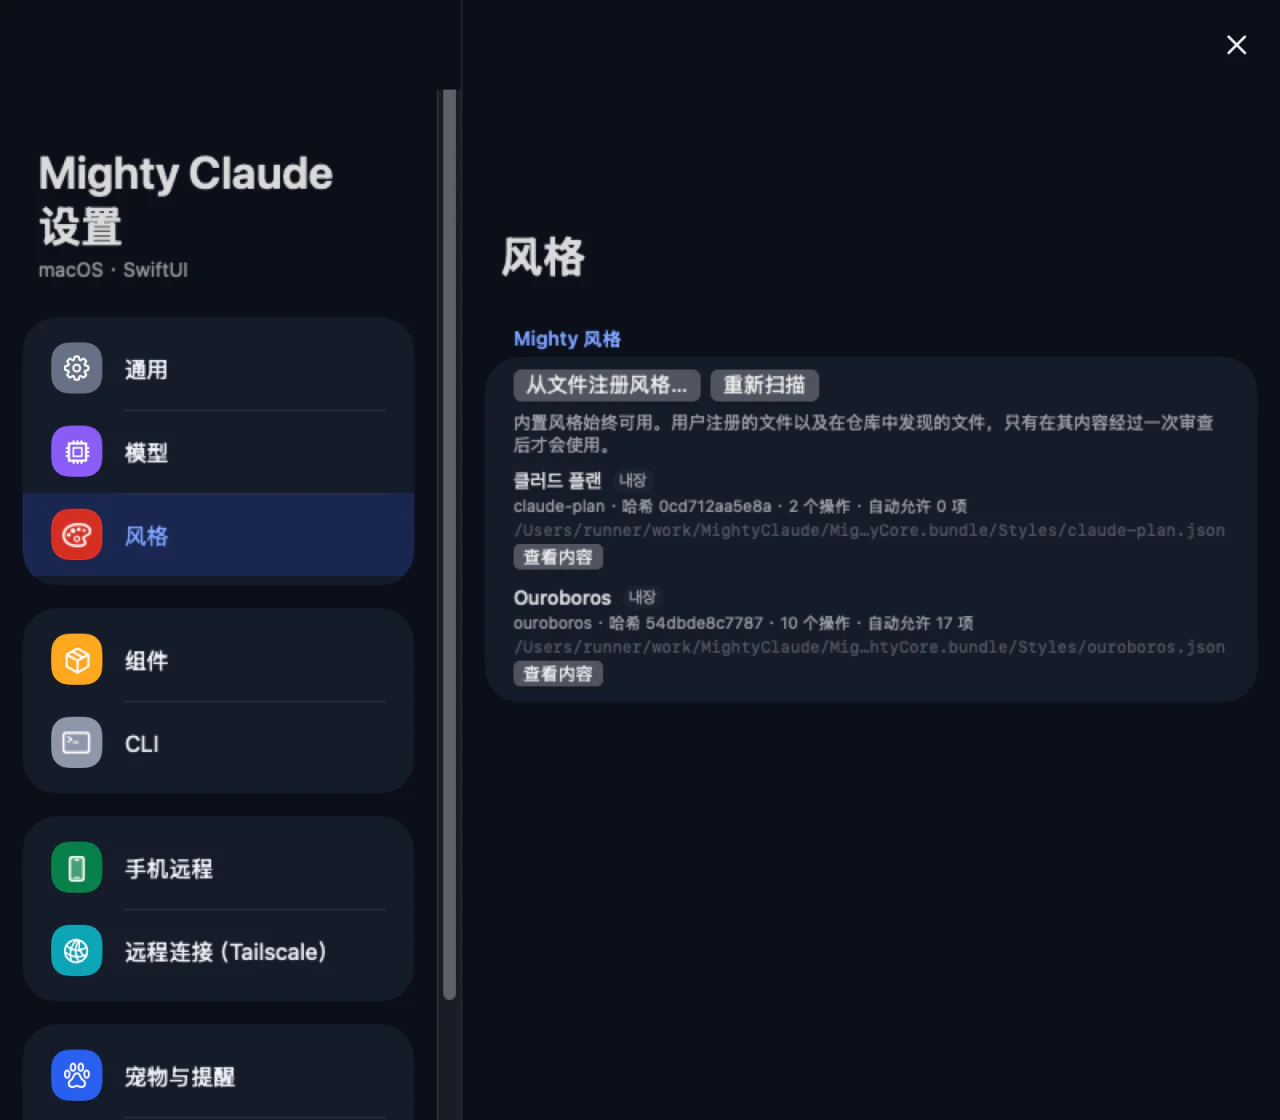 Mighty Claude
设置
macOS · SwiftUI
通用
模型
风格
组件
CLI
手机远程
远程连接 (Tailscale)
宠物与提醒
风格
Mighty 风格
从文件注册风格...
重新扫描
内置风格始终可用。用户注册的文件以及在仓库中发现的文件，只有在其内容经过一次审查
后才会使用。
클러드 플랜 내장
claude-plan · 哈希 0cd712aa5e8a · 2 个操作 · 自动允许 0 项
/Users/runner/work/MightyClaude/Mig…yCore.bundle/Styles/claude-plan.json
查看内容
Ouroboros 내장
ouroboros · 哈希 54dbde8c7787 · 10 个操作 · 自动允许 17 项
/Users/runner/work/MightyClaude/Mig…htyCore.bundle/Styles/ouroboros.json
查看内容